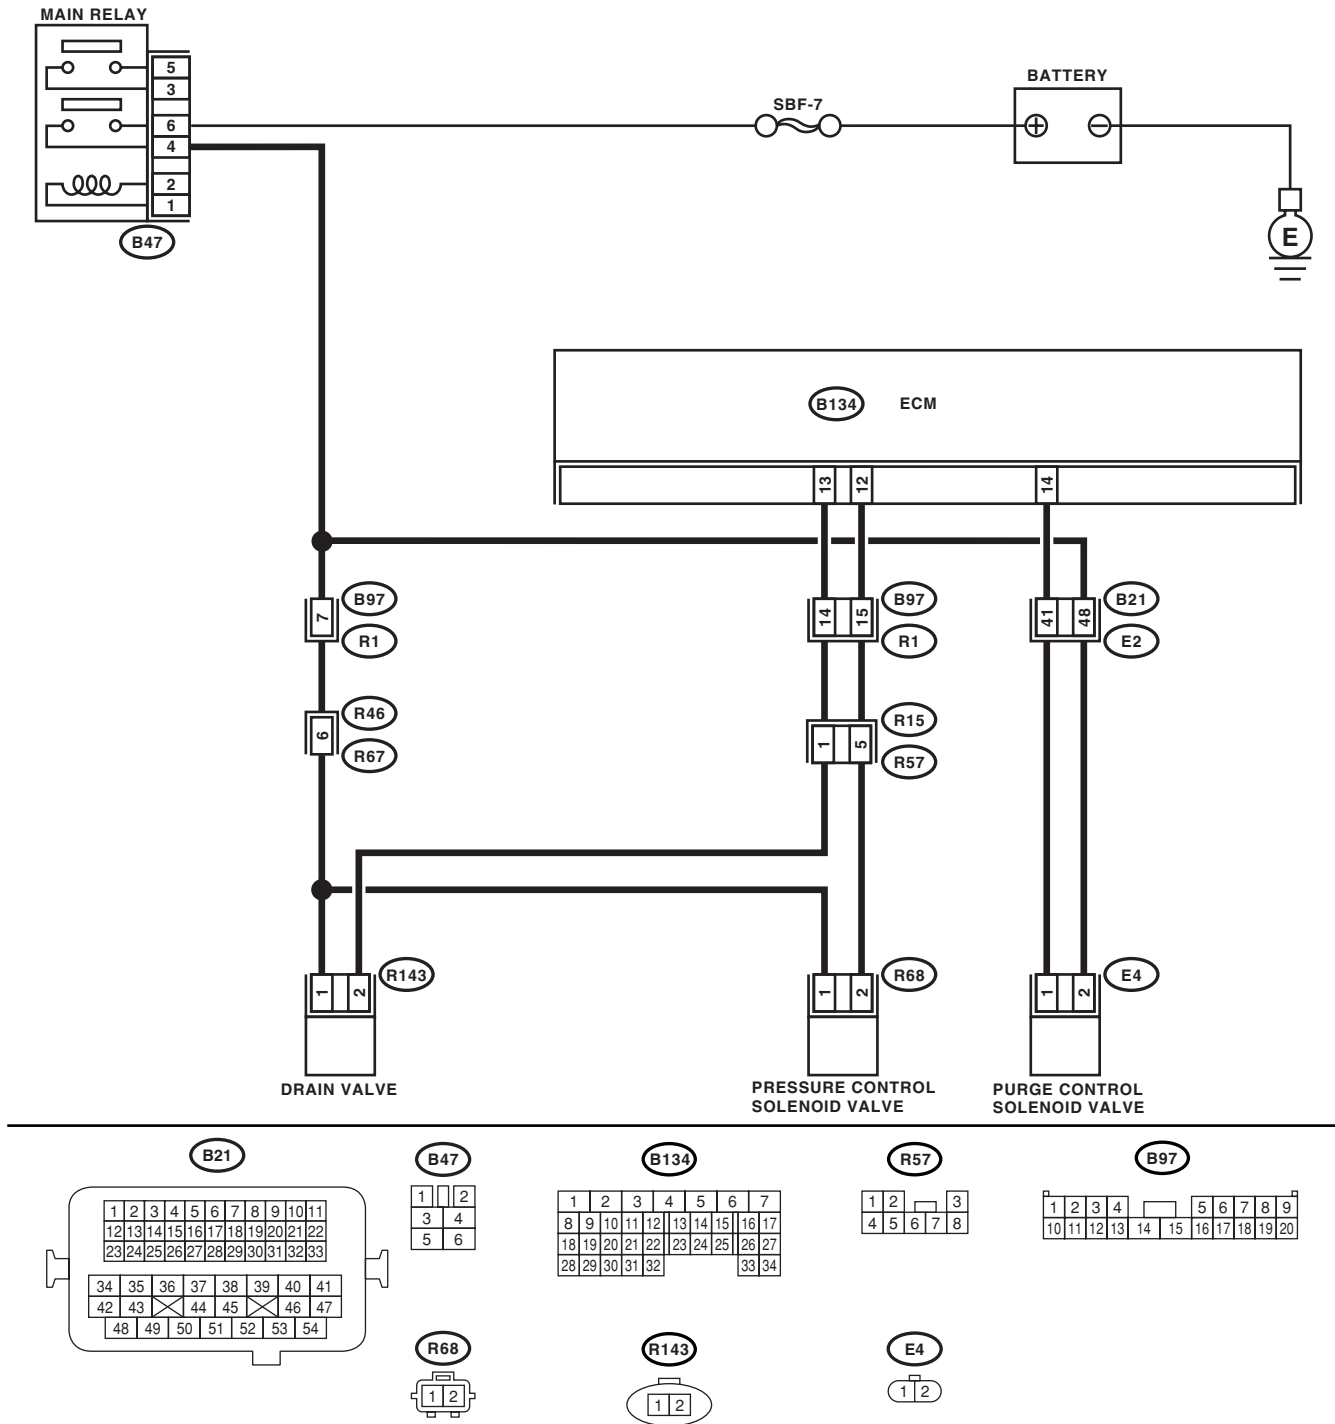 MAIN RELAY
5
3
6
4
2
1
B47
SBF-7
BATTERY
E
B134 ECM
13 12 14
7 B97
R1
14 15 B97
R1
41 48 B21
E2
6 R46
R67
1 5 R15
R57
1 2 R143
1 2 R68
1 2 E4
DRAIN VALVE
PRESSURE CONTROL
SOLENOID VALVE
PURGE CONTROL
SOLENOID VALVE
B21
1 2 3 4 5 6 7 8 9 10 11
12 13 14 15 16 17 18 19 20 21 22
23 24 25 26 27 28 29 30 31 32 33
34 35 36 37 38 39 40 41
42 43 44 45 46 47
48 49 50 51 52 53 54
B47
1 2
3 4
5 6
B134
1 2 3 4 5 6 7
8 9 10 11 12 13 14 15 16 17
18 19 20 21 22 23 24 25 26 27
28 29 30 31 32 33 34
R57
1 2 3
4 5 6 7 8
B97
1 2 3 4 5 6 7 8 9
10 11 12 13 14 15 16 17 18 19 20
R68
1 2
R143
1 2
E4
1 2